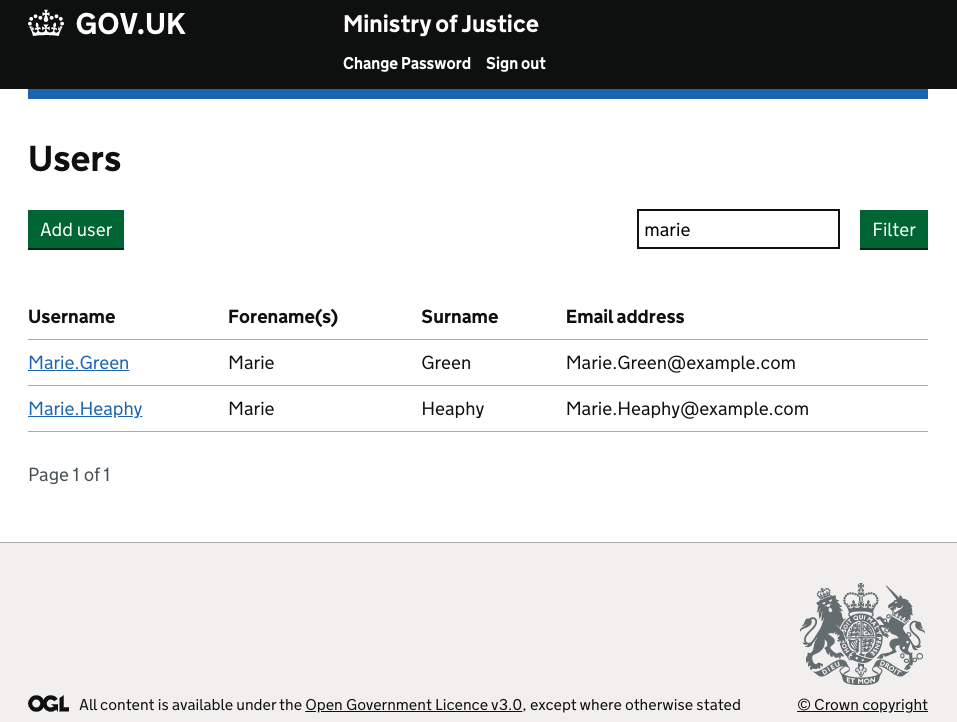 GOV.UK
Ministry of Justice
Change Password Sign out
Users
Add user
marie
Filter
Username Forename(s) Surname Email address
Marie.Green Marie Green Marie.Green@example.com
Marie.Heaphy Marie Heaphy Marie.Heaphy@example.com
Page 1 of 1
DIEU ET MON DROIT
OGL All content is available under the Open Government Licence v3.0, except where otherwise stated
© Crown copyright